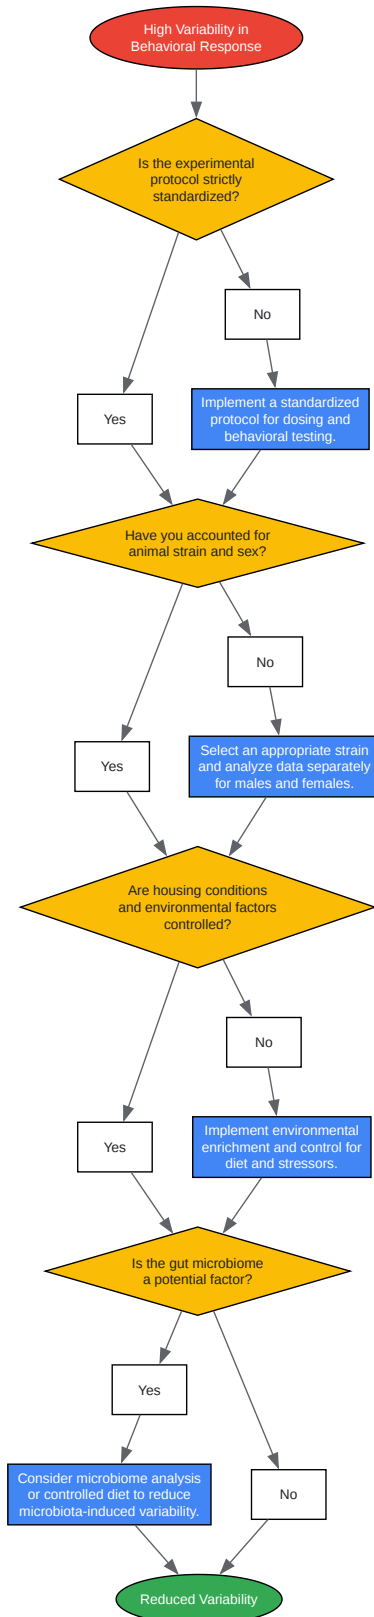 High Variability in
Behavioral Response
Is the experimental
protocol strictly
standardized?
No
Implement a standardized
protocol for dosing and
behavioral testing.
Yes
Have you accounted for
animal strain and sex?
No
Select an appropriate strain
and analyze data separately
for males and females.
Yes
Are housing conditions
and environmental factors
controlled?
No
Implement environmental
enrichment and control for
diet and stressors.
Yes
Is the gut microbiome
a potential factor?
Yes
Consider microbiome analysis
or controlled diet to reduce
microbiota-induced variability.
No
Reduced Variability